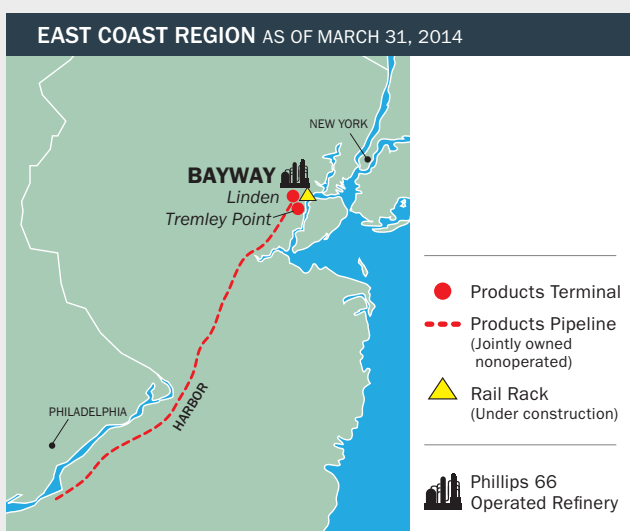 EAST COAST REGION AS OF MARCH 31, 2014
NEW YORK
BAYWAY
Linden
Tremley Point
HARBOR
PHILADELPHIA
Products Terminal
Products Pipeline
(Jointly owned
nonoperated)
Rail Rack
(Under construction)
Phillips 66
Operated Refinery